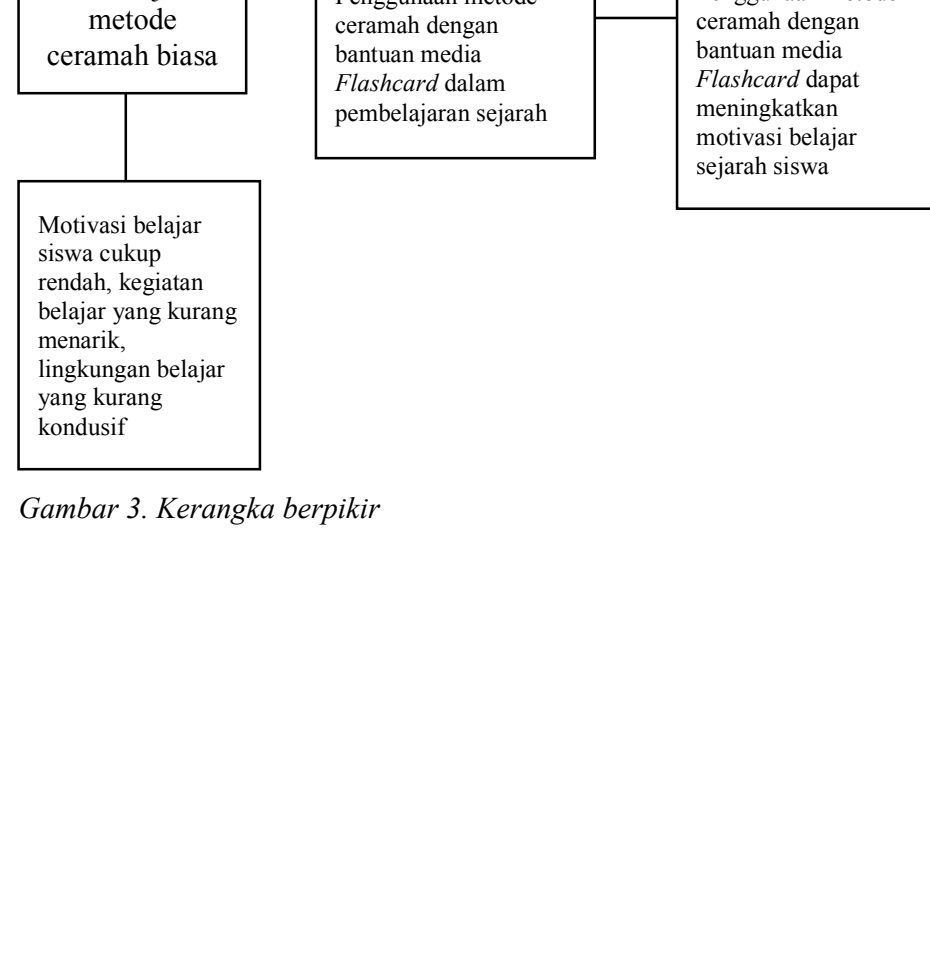 metode
ceramah biasa
Penggunaan metode
ceramah dengan
bantuan media
Flashcard dalam
pembelajaran sejarah
ceramah dengan
bantuan media
Flashcard dapat
meningkatkan
motivasi belajar
sejarah siswa
Motivasi belajar
siswa cukup
rendah, kegiatan
belajar yang kurang
menarik,
lingkungan belajar
yang kurang
kondusif
Gambar 3. Kerangka berpikir